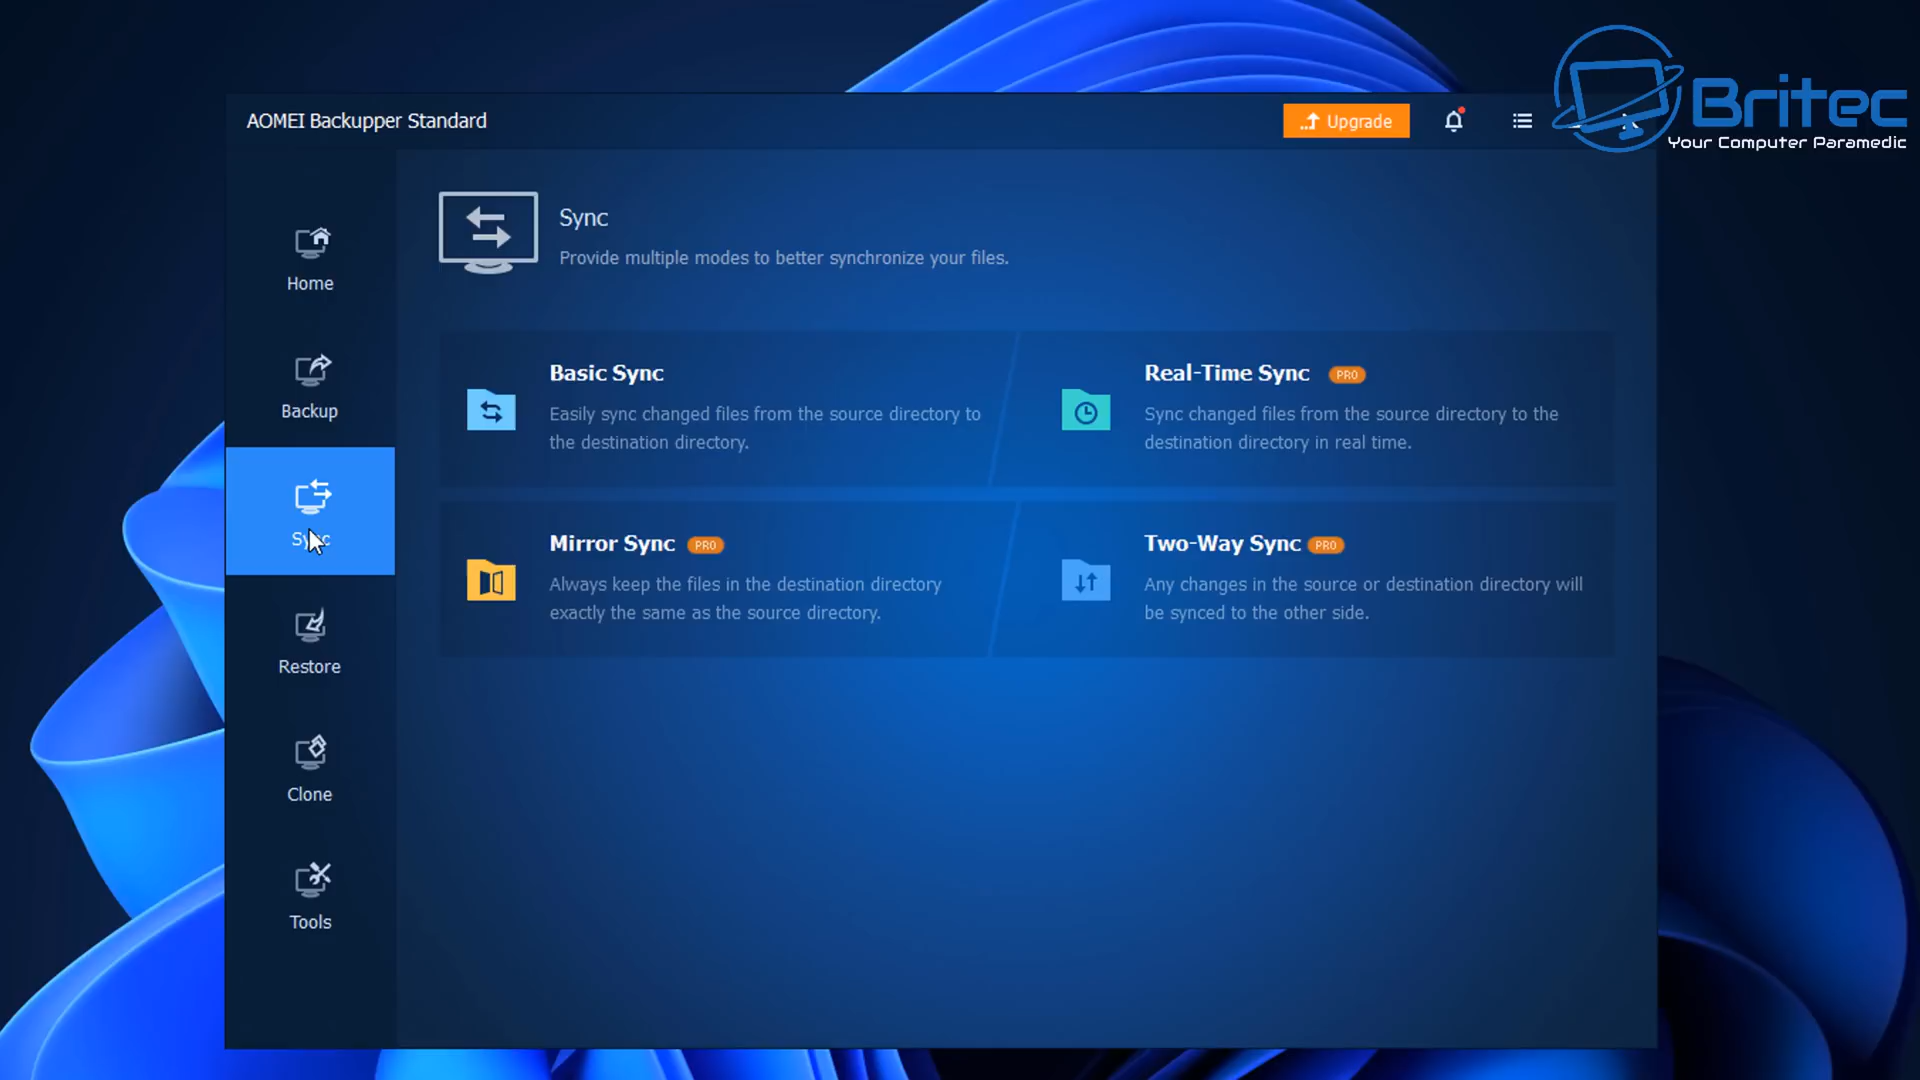 AOMEI Backupper Standard
Upgrade
Britec
Your Computer Paramedic
Home
Backup
Sync
Restore
Clone
Tools
Sync
Provide multiple modes to better synchronize your files.
Basic Sync
Easily sync changed files from the source directory to
the destination directory.
Real-Time Sync PRO
Sync changed files from the source directory to the
destination directory in real time.
Mirror Sync PRO
Always keep the files in the destination directory
exactly the same as the source directory.
Two-Way Sync PRO
Any changes in the source or destination directory will
be synced to the other side.